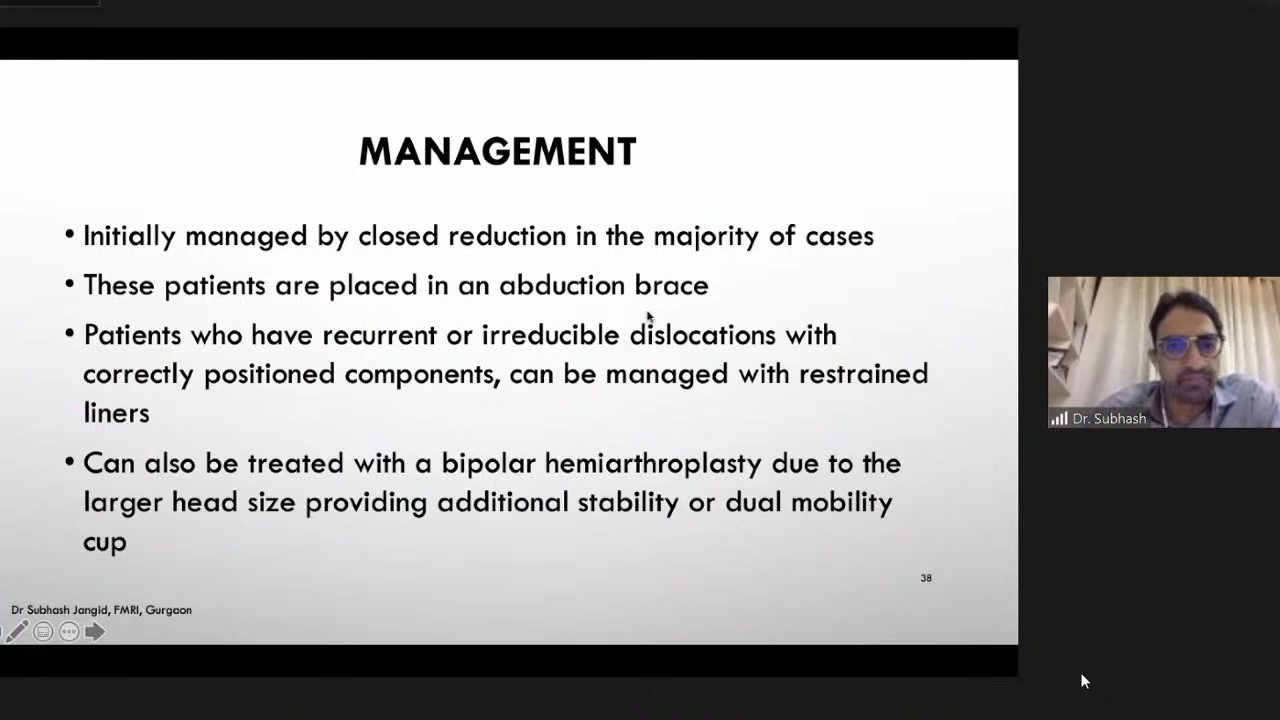 MANAGEMENT
• Initially managed by closed reduction in the majority of cases
• These patients are placed in an abduction brace
• Patients who have recurrent or irreducible dislocations with
correctly positioned components, can be managed with restrained
liners
• Can also be treated with a bipolar hemiarthroplasty due to the
larger head size providing additional stability or dual mobility
cup
38
Dr Subhash Jangid, FMRI, Gurgaon
Dr. Subhash